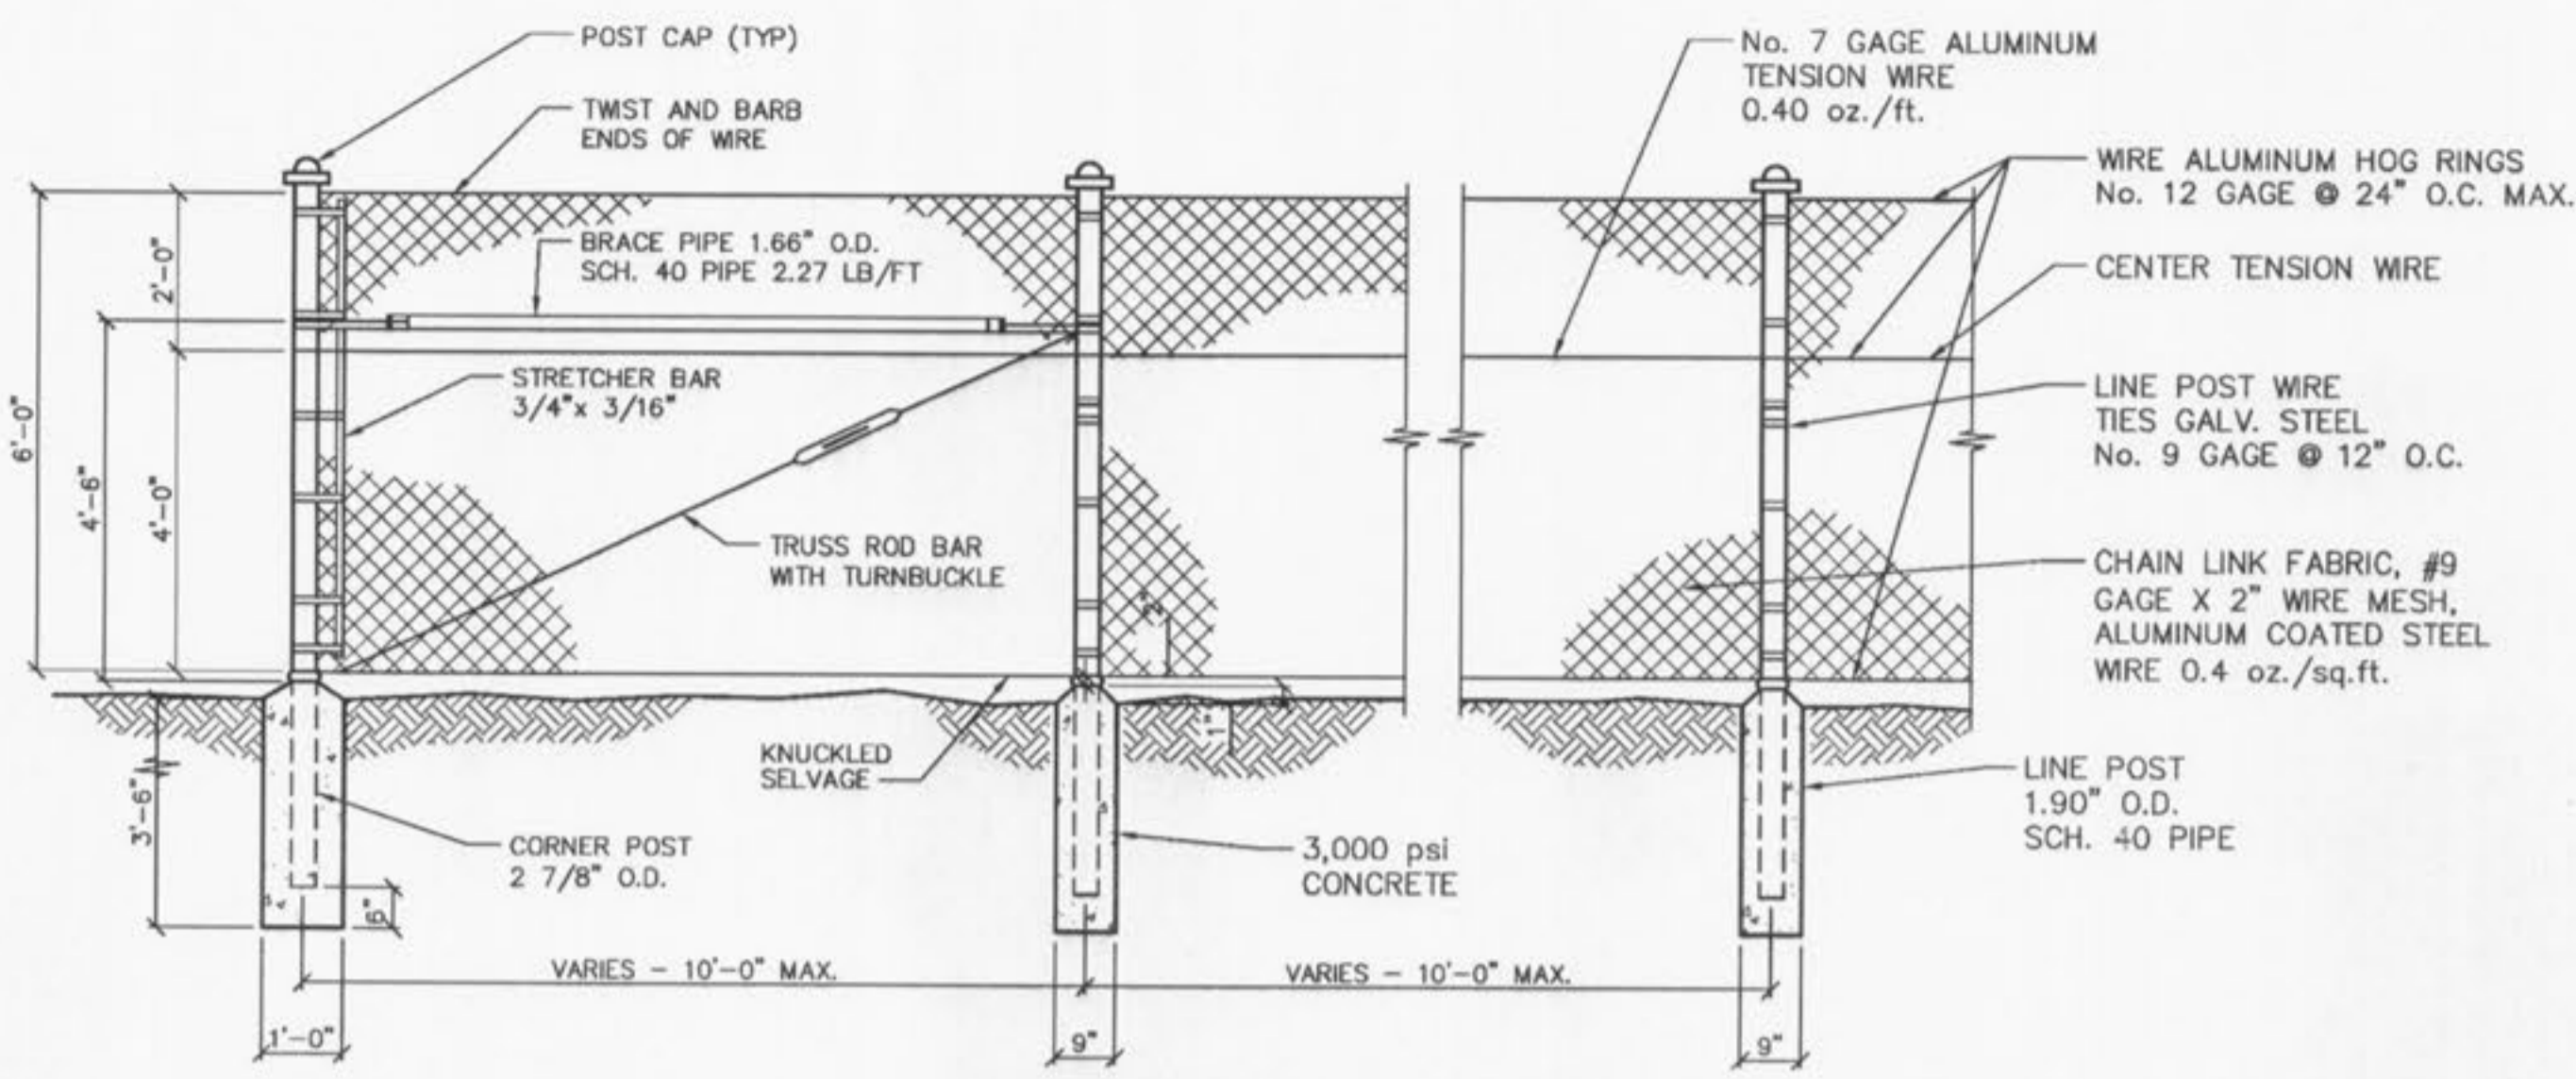 POST CAP (TYP)
TWIST AND BARB
ENDS OF WIRE
BRACE PIPE 1.66" O.D.
SCH. 40 PIPE 2.27 LB/FT
STRETCHER BAR
3/4"x 3/16"
TRUSS ROD BAR
WITH TURNBUCKLE
KNUCKLED
SELVAGE
CORNER POST
2 7/8" O.D.
3,000 psi
CONCRETE
No. 7 GAGE ALUMINUM
TENSION WIRE
0.40 oz./ft.
WIRE ALUMINUM HOG RINGS
No. 12 GAGE @ 24" O.C. MAX.
CENTER TENSION WIRE
LINE POST WIRE
TIES GALV. STEEL
No. 9 GAGE @ 12" O.C.
CHAIN LINK FABRIC, #9
GAGE X 2" WIRE MESH,
ALUMINUM COATED STEEL
WIRE 0.4 oz./sq.ft.
LINE POST
1.90" O.D.
SCH. 40 PIPE
6'-0"
4'-6"
2'-0"
4'-0"
3'-6"
6"
2"
1"
VARIES - 10'-0" MAX.
VARIES - 10'-0" MAX.
1'-0"
9"
9"